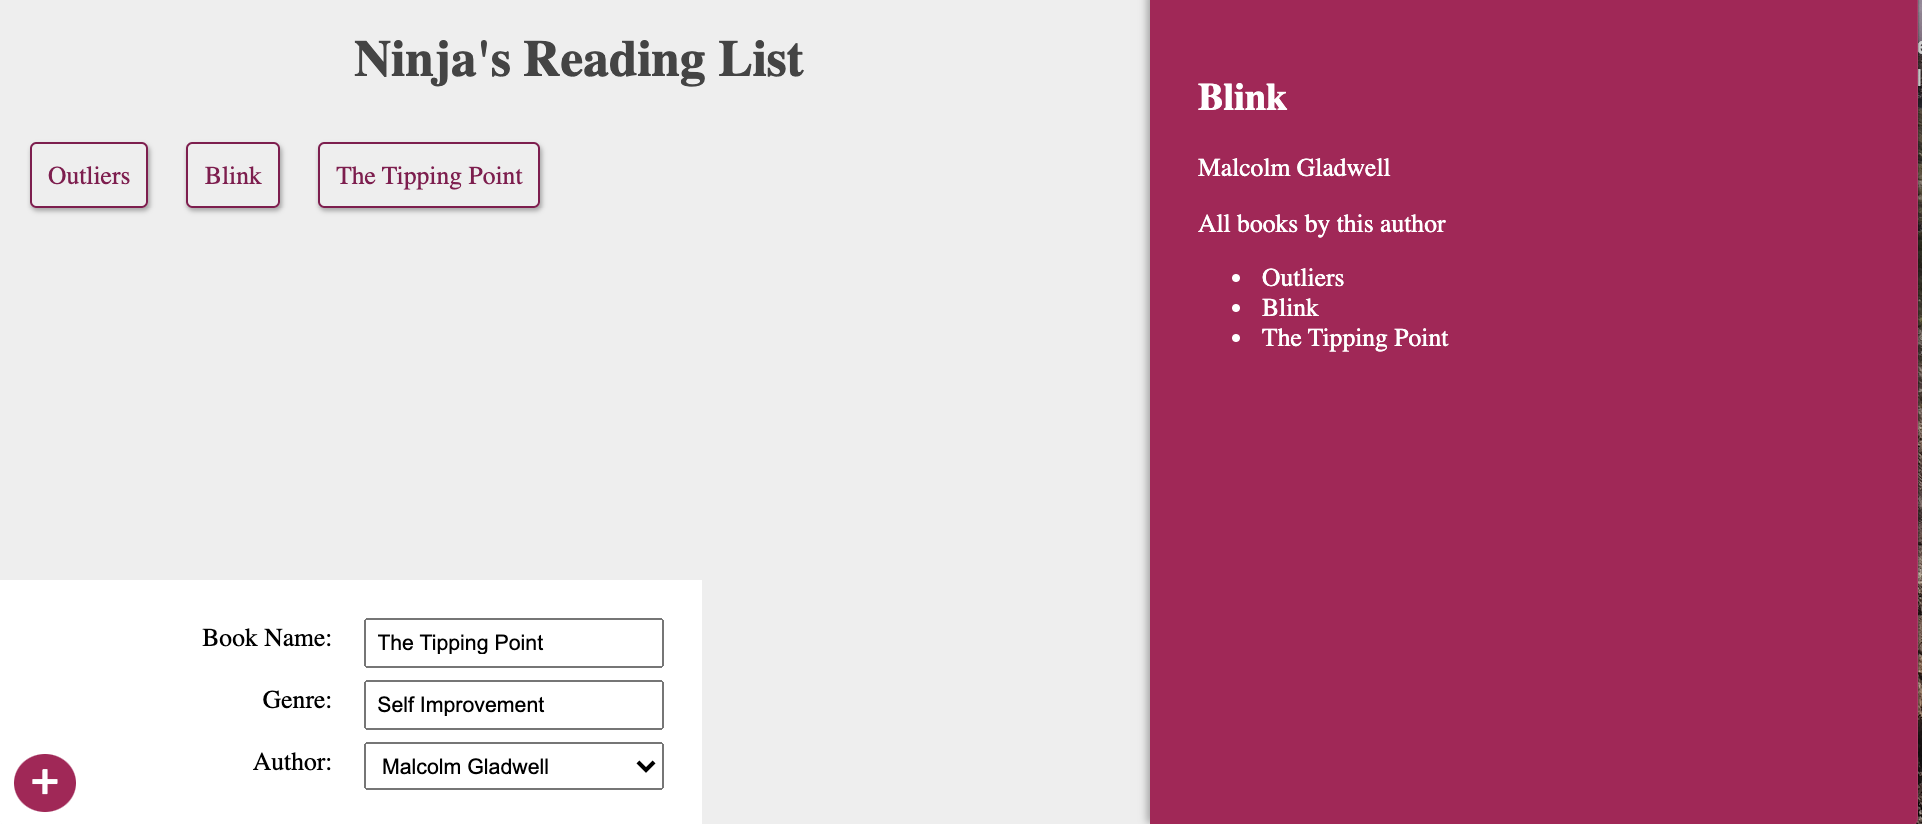 Ninja's Reading List
Outliers
Blink
The Tipping Point
Book Name:
The Tipping Point
Genre:
Self Improvement
Author:
Malcolm Gladwell
+
Blink
Malcolm Gladwell
All books by this author
• Outliers
• Blink
• The Tipping Point